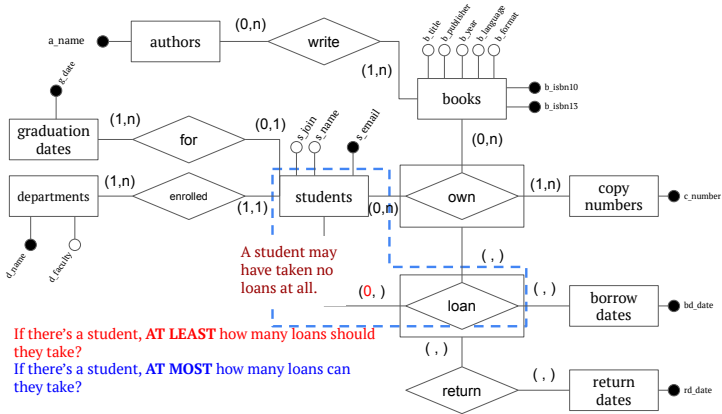 b_title
b_publisher
b_year
b_language
b_format
a_name
authors
(0,n)
write
(1,n)
books
b_isbn10
b_isbn13
g_date
graduation
dates
(1,n)
for
(0,1)
s_join
s_name
s_email
(0,n)
departments
(1,n)
enrolled
(1,1)
students
(0,n)
own
(1,n)
copy
numbers
c_number
d_name
d_faculty
A student may
have taken no
loans at all.
( , )
(0, )
loan
( , )
borrow
dates
bd_date
If there's a student, AT LEAST how many loans should
they take?
If there's a student, AT MOST how many loans can
they take?
( , )
return
( , )
return
dates
rd_date